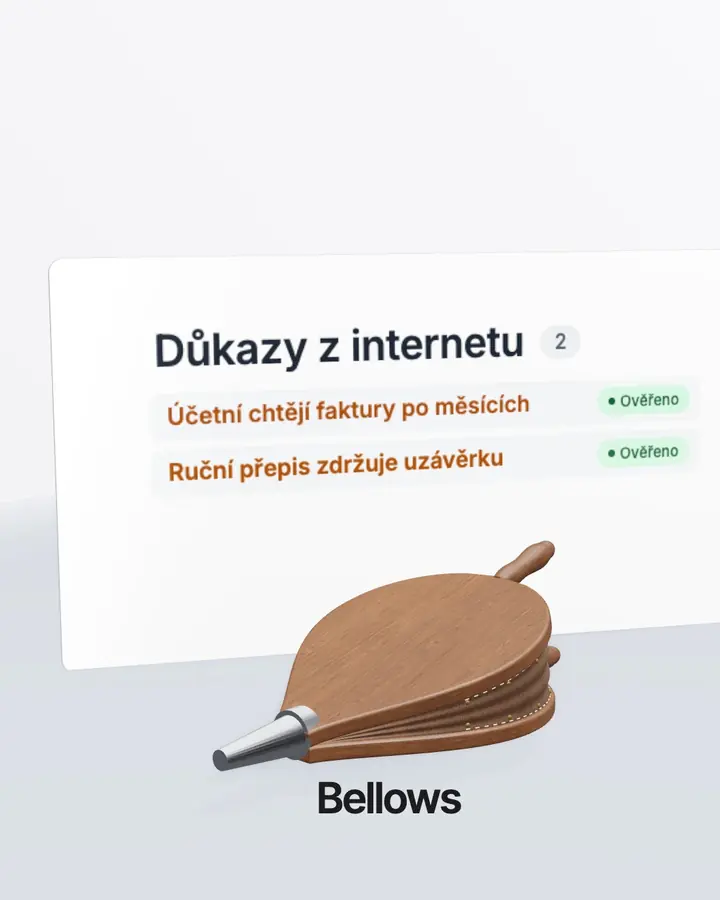 Důkazy z internetu 2
Účetní chtějí faktury po měsících Ověřeno
Ruční přepis zdržuje uzávěrku Ověřeno
Bellows